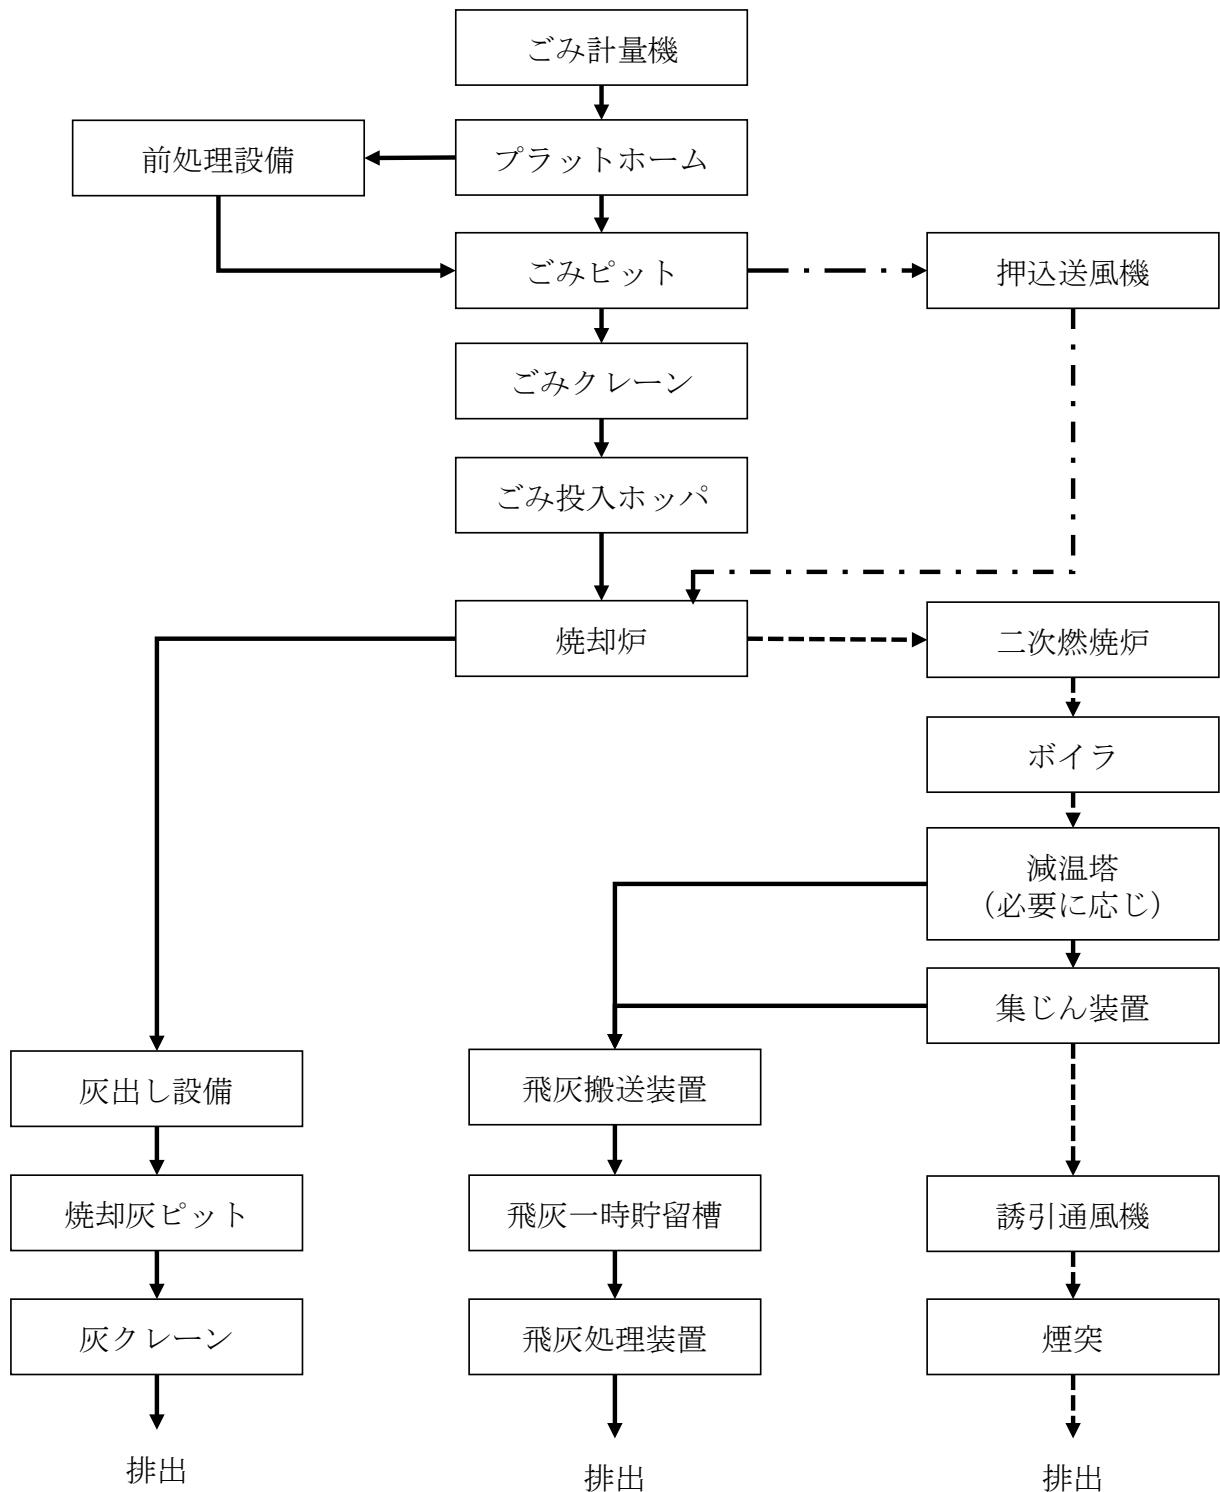 ごみ計量機
前処理設備
プラットホーム
ごみピット
押込送風機
ごみクレーン
ごみ投入ホッパ
焼却炉
二次燃焼炉
ボイラ
減温塔
（必要に応じ）
集じん装置
灰出し設備
飛灰搬送装置
焼却灰ピット
飛灰一時貯留槽
誘引通風機
灰クレーン
飛灰処理装置
煙突
排出
排出
排出